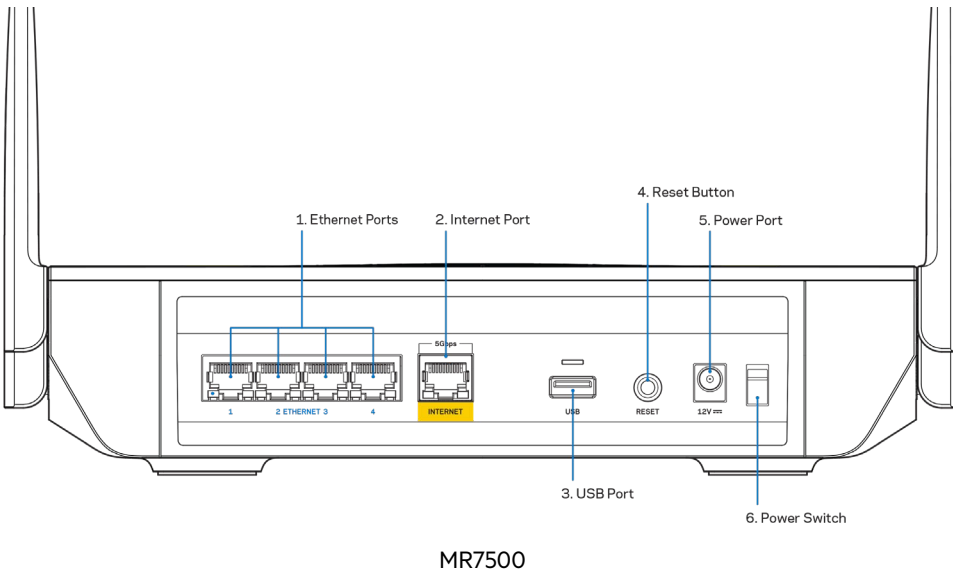 4. Reset Button
1. Ethernet Ports
2. Internet Port
5. Power Port
5Gbps
1
2 ETHERNET 3
4
INTERNET
USB
RESET
12V
3. USB Port
6. Power Switch
MR7500